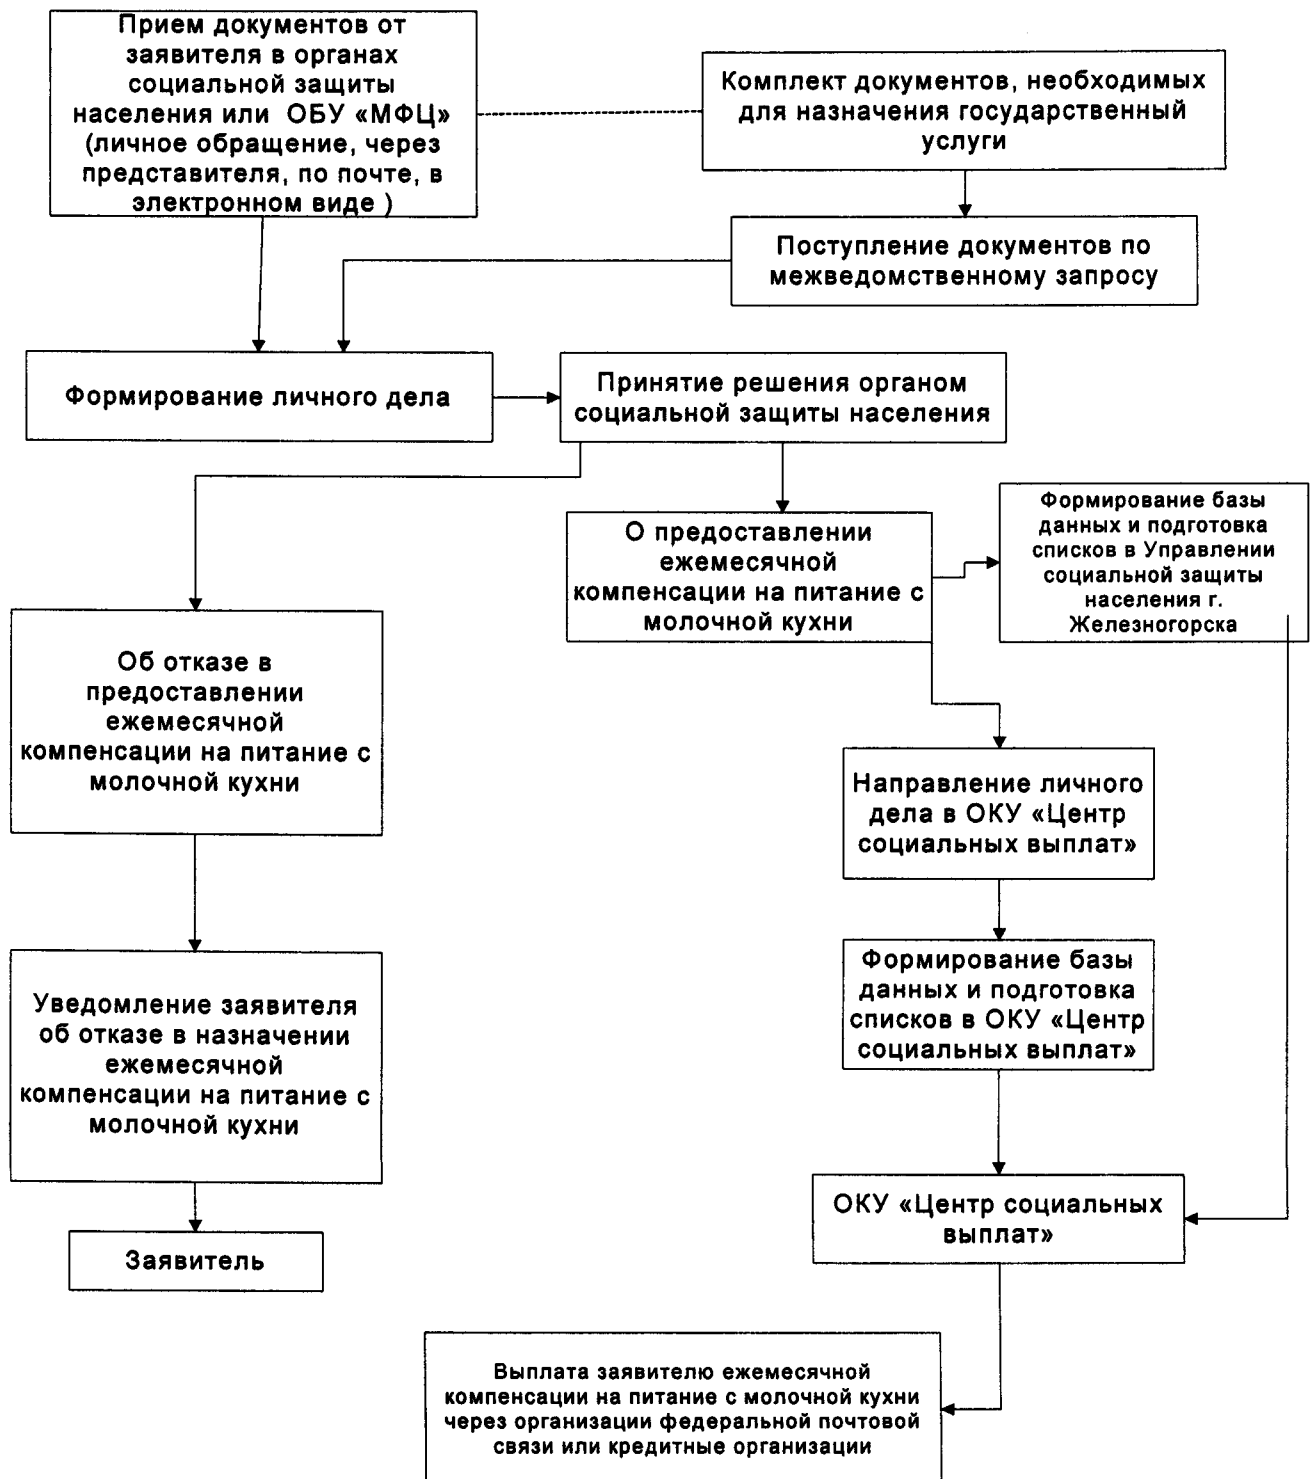 Прием документов от
заявителя в органах
социальной защиты
населения или ОБУ «МФЦ»
(личное обращение, через
представителя, по почте, в
электронном виде )
Комплект документов, необходимых
для назначения государственный
услуги
Поступление документов по
межведомственному запросу
Формирование личного дела
Принятие решения органом
социальной защиты населения
О предоставлении
ежемесячной
компенсации на питание с
молочной кухни
Формирование базы
данных и подготовка
списков в Управлении
социальной защиты
населения г.
Железногорска
Об отказе в
предоставлении
ежемесячной
компенсации на питание с
молочной кухни
Направление личного
дела в ОКУ «Центр
социальных выплат»
Формирование базы
данных и подготовка
списков в ОКУ «Центр
социальных выплат»
Уведомление заявителя
об отказе в назначении
ежемесячной
компенсации на питание с
молочной кухни
ОКУ «Центр социальных
выплат»
Заявитель
Выплата заявителю ежемесячной
компенсации на питание с молочной кухни
через организации федеральной почтовой
связи или кредитные организации